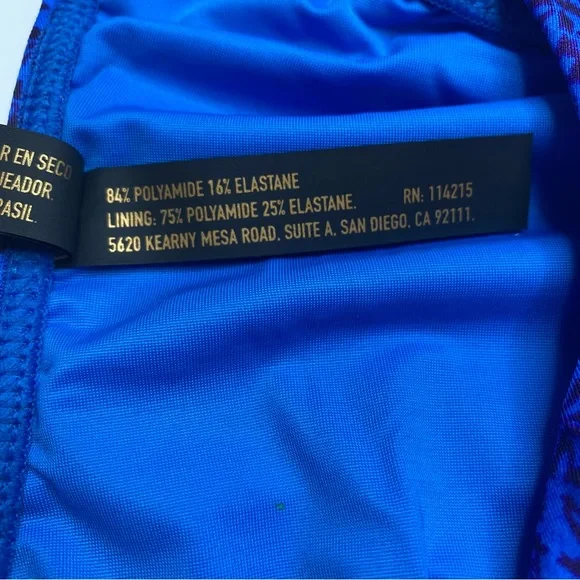 R EN SECO
UEADOR.
RASIL.
84% POLYAMIDE 16% ELASTANE
LINING: 75% POLYAMIDE 25% ELASTANE. RN: 114215
5620 KEARNY MESA ROAD. SUITE A. SAN DIEGO. CA 92111.